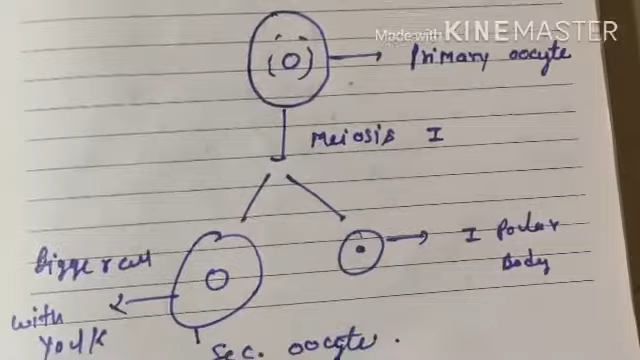 Made with KINEMASTER
Primary oocyte
Meiosis I
I Polar
Body
Bigger cell
with
Yolk
Sec. oocyte.